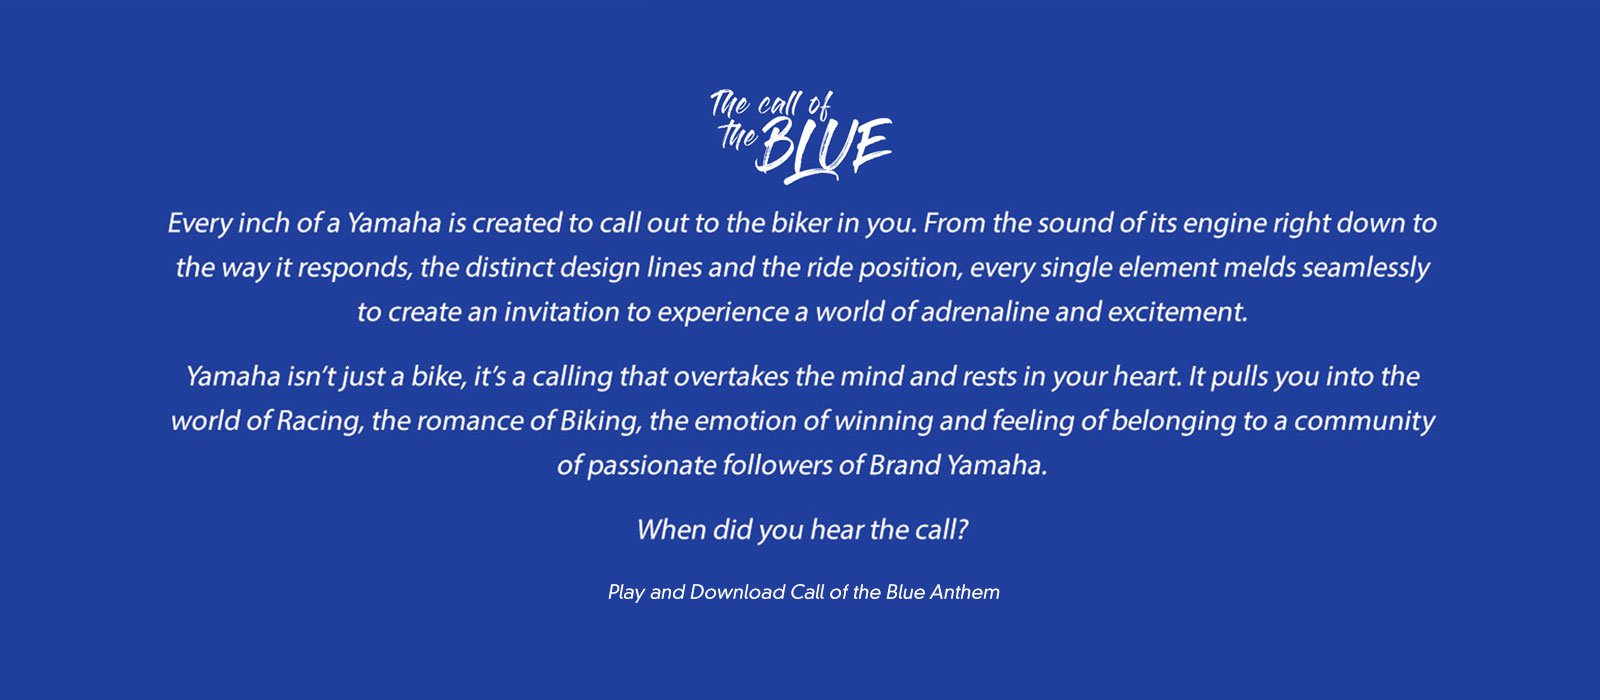 The call of
the BLUE
Every inch of a Yamaha is created to call out to the biker in you. From the sound of its engine right down to
the way it responds, the distinct design lines and the ride position, every single element melds seamlessly
to create an invitation to experience a world of adrenaline and excitement.
Yamaha isn’t just a bike, it’s a calling that overtakes the mind and rests in your heart. It pulls you into the
world of Racing, the romance of Biking, the emotion of winning and feeling of belonging to a community
of passionate followers of Brand Yamaha.
When did you hear the call?
Play and Download Call of the Blue Anthem